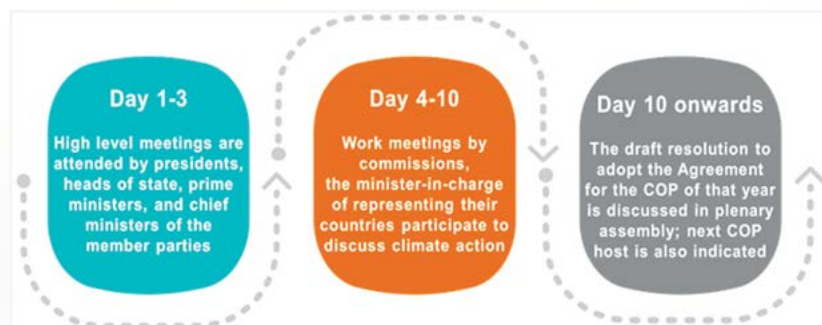 Day 1-3
High level meetings are
attended by presidents,
heads of state, prime
ministers, and chief
ministers of the
member parties
Day 4-10
Work meetings by
commissions,
the minister-in-charge
of representing their
countries participate to
discuss climate action
Day 10 onwards
The draft resolution to
adopt the Agreement
for the COP of that year
is discussed in plenary
assembly; next COP
host is also indicated